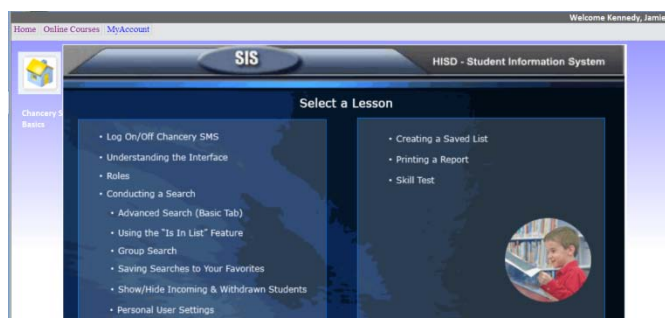 Welcome Kennedy, Jamie
Home Online Courses MyAccount
SIS
HISD - Student Information System
Chancery S
Basics
Select a Lesson
• Log On/Off Chancery SMS
• Understanding the Interface
• Roles
• Conducting a Search
• Advanced Search (Basic Tab)
• Using the "Is In List" Feature
• Group Search
• Saving Searches to Your Favorites
• Show/Hide Incoming & Withdrawn Students
• Personal User Settings
• Creating a Saved List
• Printing a Report
• Skill Test